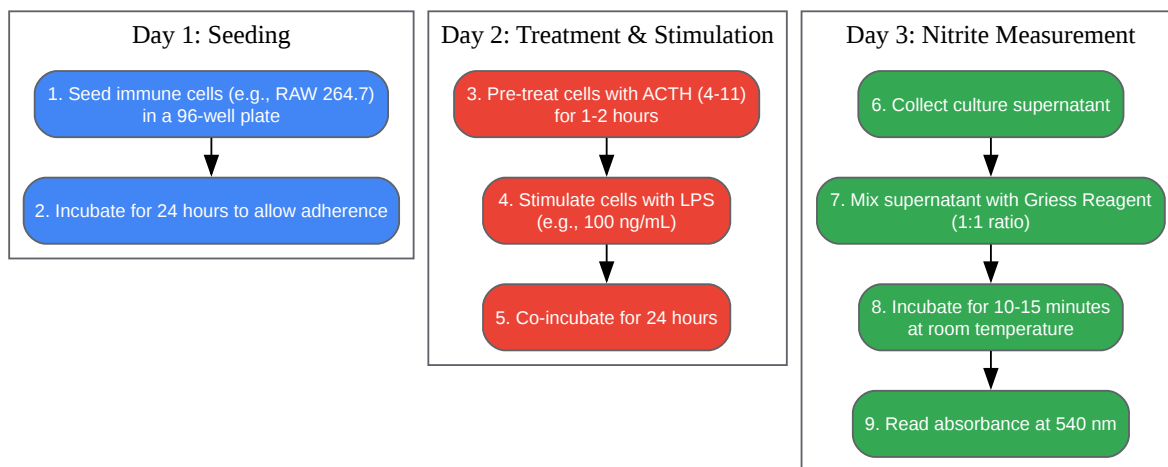 Day 1: Seeding
1. Seed immune cells (e.g., RAW 264.7)
in a 96-well plate
2. Incubate for 24 hours to allow adherence
Day 2: Treatment & Stimulation
3. Pre-treat cells with ACTH (4-11)
for 1-2 hours
4. Stimulate cells with LPS
(e.g., 100 ng/mL)
5. Co-incubate for 24 hours
Day 3: Nitrite Measurement
6. Collect culture supernatant
7. Mix supernatant with Griess Reagent
(1:1 ratio)
8. Incubate for 10-15 minutes
at room temperature
9. Read absorbance at 540 nm